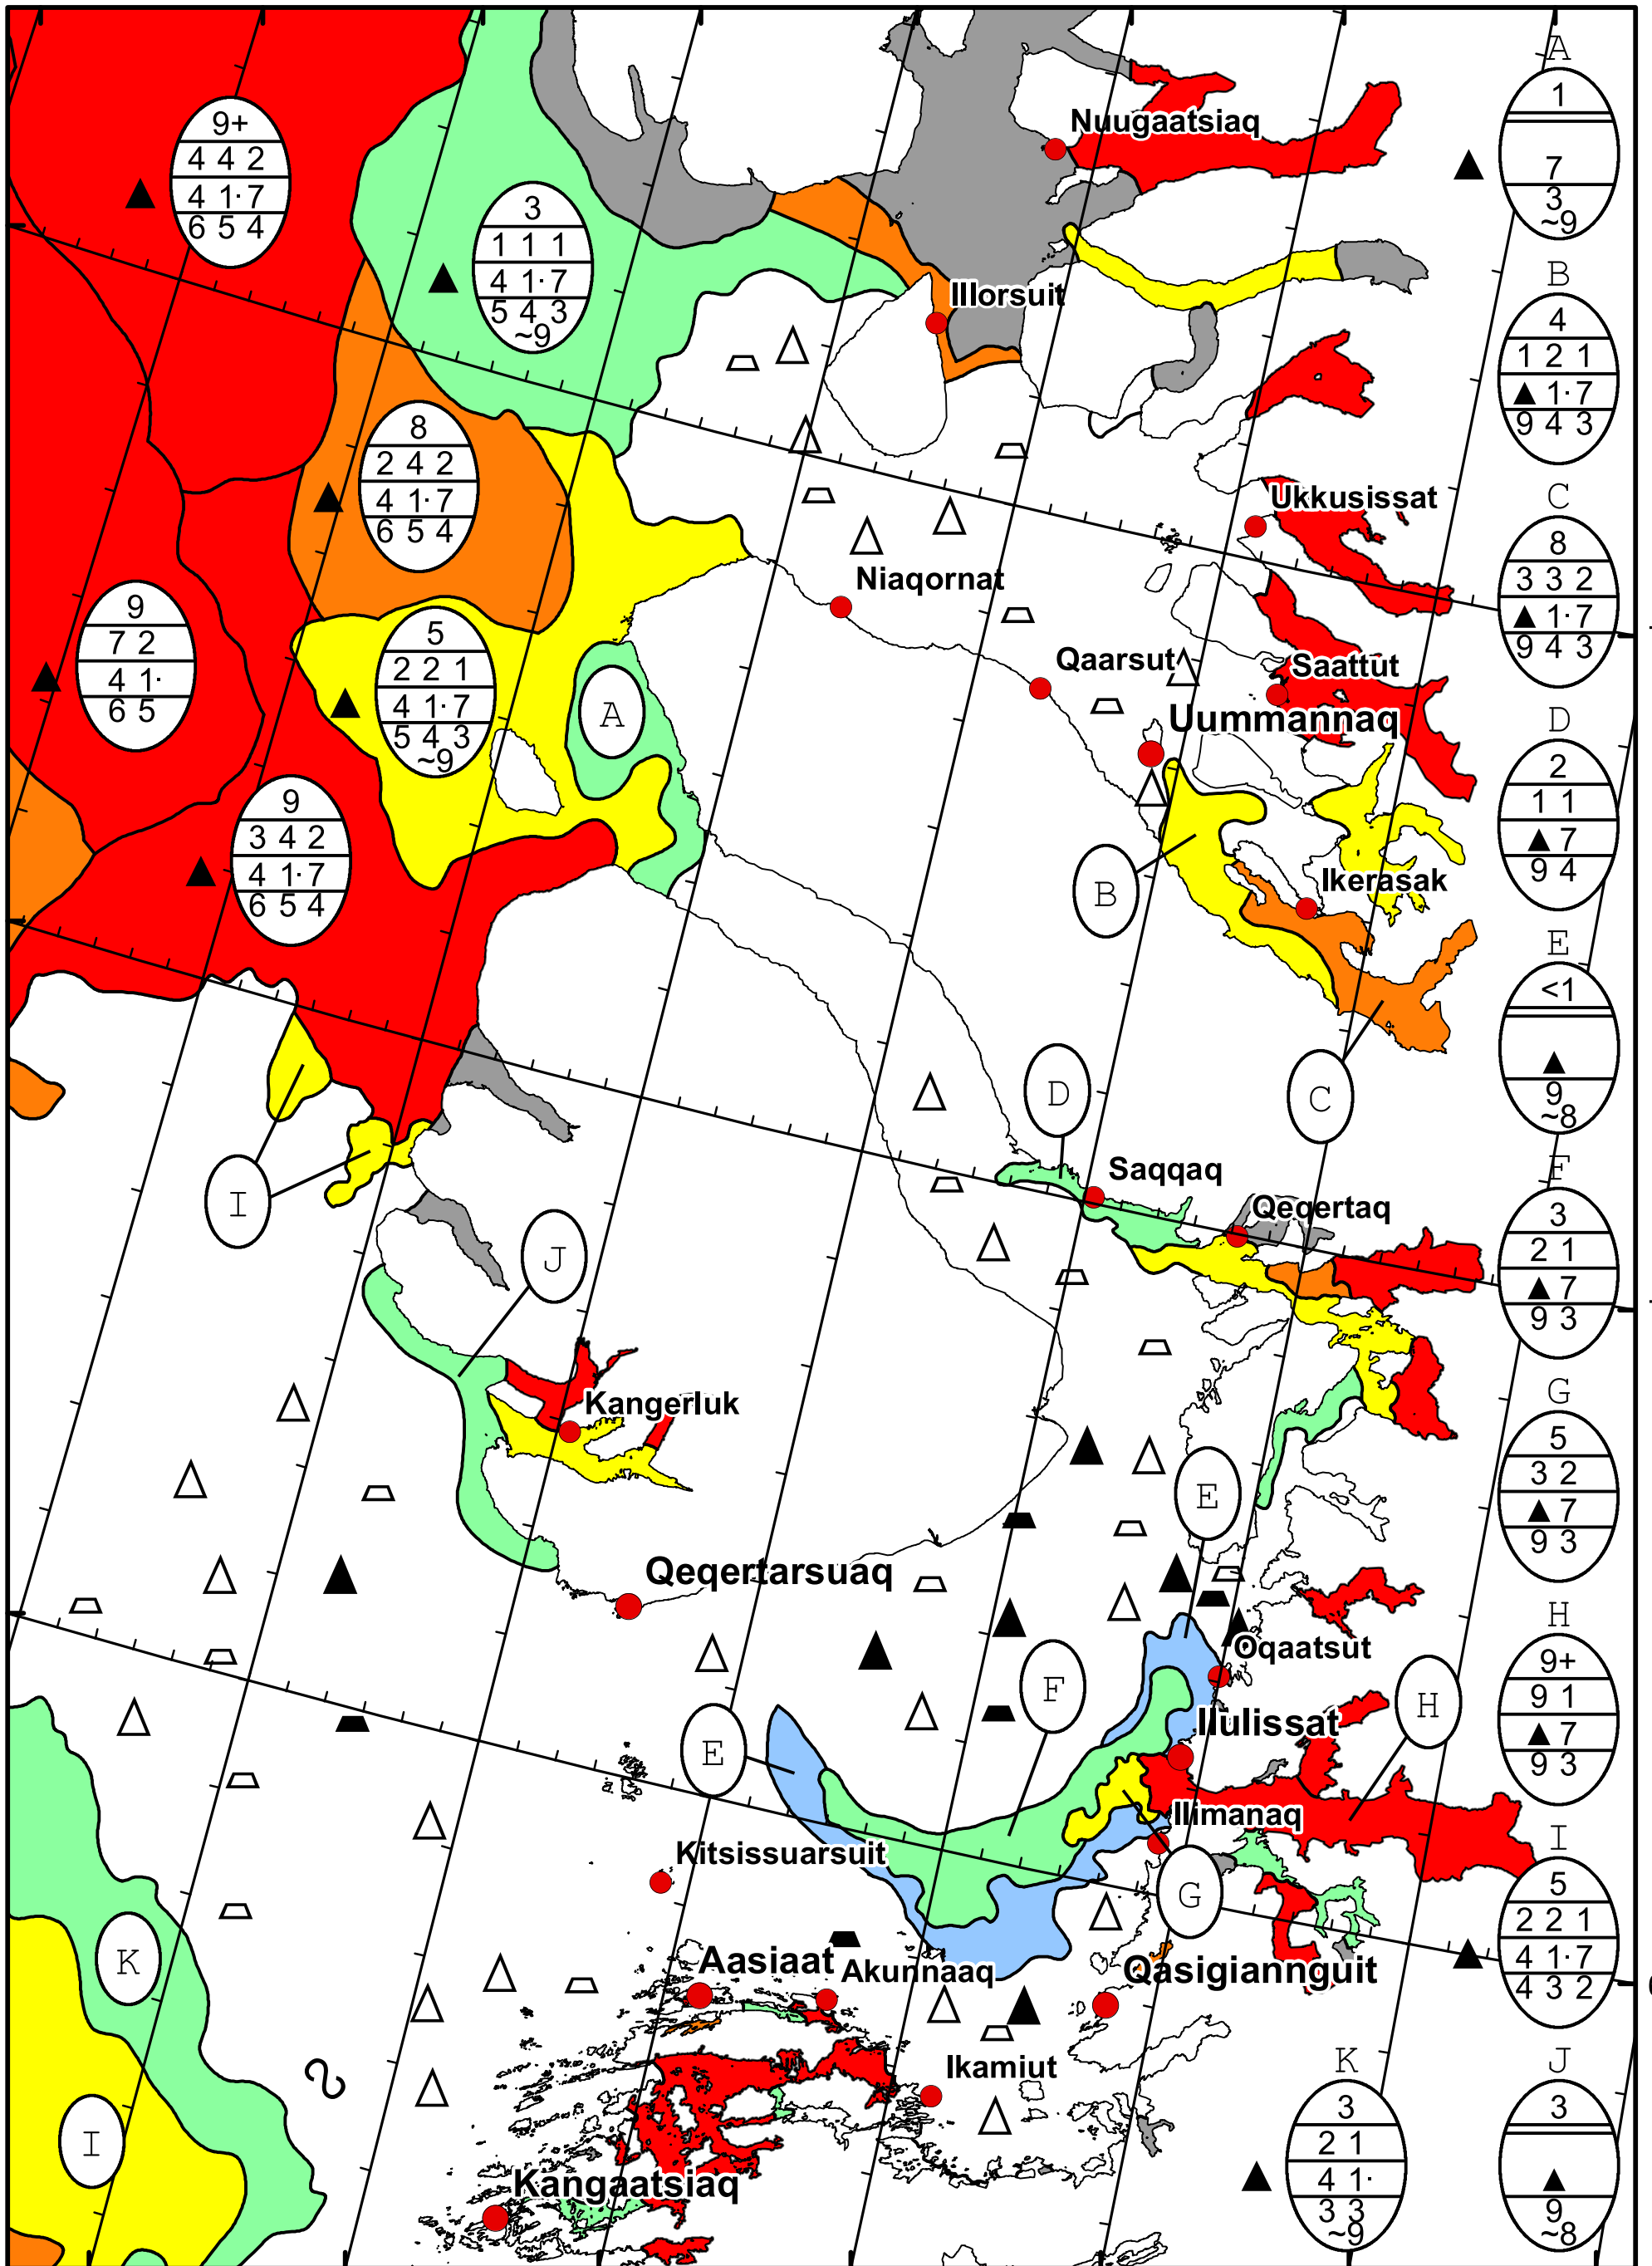 A
1
7
3
~9
Nuugaatsiaq
9+
4 4 2
4 1· 7
6 5 4
3
1 1 1
4 1· 7
5 4 3
~9
B
4
1 2 1
▲ 1· 7
9 4 3
Illorsuit
8
2 4 2
4 1· 7
6 5 4
C
8
3 3 2
▲ 1· 7
9 4 3
Ukkusissat
Niaqornat
9
7 2
4 1·
6 5
5
2 2 1
4 1· 7
5 4 3
~9
A
Qaarsut
Saattut
Uummannaq
D
2
1 1
▲ 7
9 4
9
3 4 2
4 1· 7
6 5 4
B
Ikerasak
E
<1
▲
9
~8
D
C
I
Saqqaq
Qeqertaq
F
3
2 1
▲ 7
9 3
J
Kangerluk
G
5
3 2
▲ 7
9 3
E
Qeqertarsuaq
H
9+
9 1
▲ 7
9 3
Oqaatsut
F
H
Ilulissat
E
Ilimanaq
Kitsissuarsuit
G
I
5
2 2 1
4 1· 7
4 3 2
K
Aasiaat
Akunnaaq
Qasigiannguit
Ikamiut
K
3
2 1
4 1·
3 3
~9
J
3
▲
9
~8
I
Kangaatsiaq